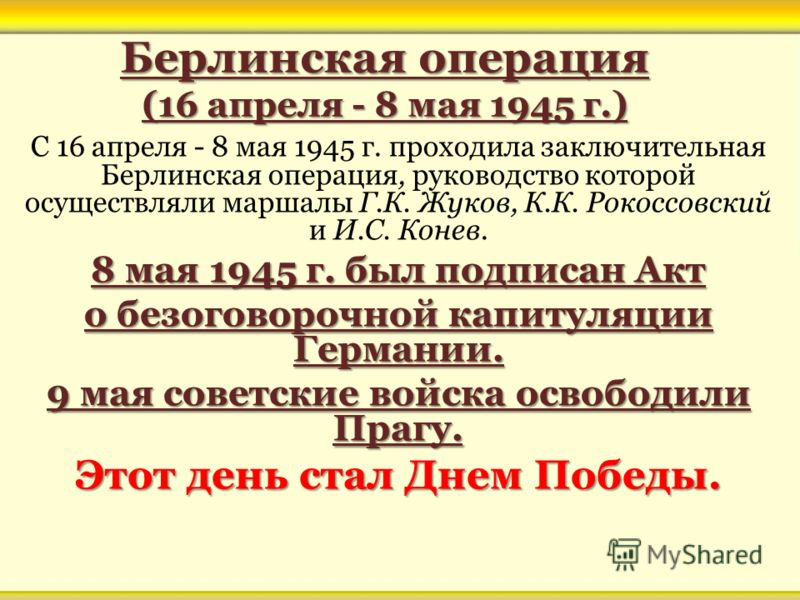 Берлинская операция
(16 апреля - 8 мая 1945 г.)
С 16 апреля - 8 мая 1945 г. проходила заключительная
Берлинская операция, руководство которой
осуществляли маршалы Г.К. Жуков, К.К. Рокоссовский
и И.С. Конев.
8 мая 1945 г. был подписан Акт
о безоговорочной капитуляции
Германии.
9 мая советские войска освободили
Прагу.
Этот день стал Днем Победы.
MyShared